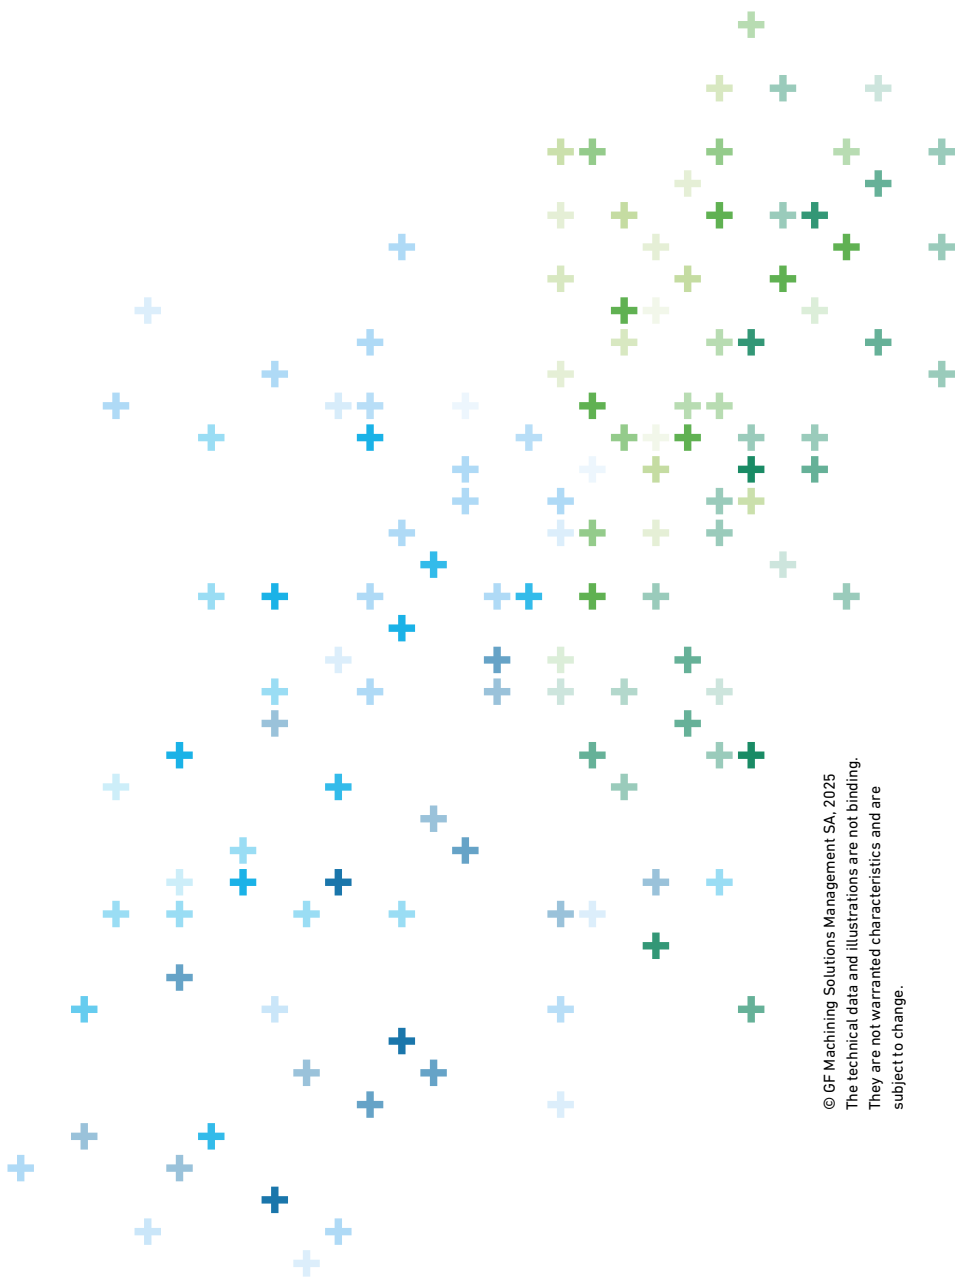 © GF Machining Solutions Management SA, 2025
The technical data and illustrations are not binding.
They are not warranted characteristics and are
subject to change.